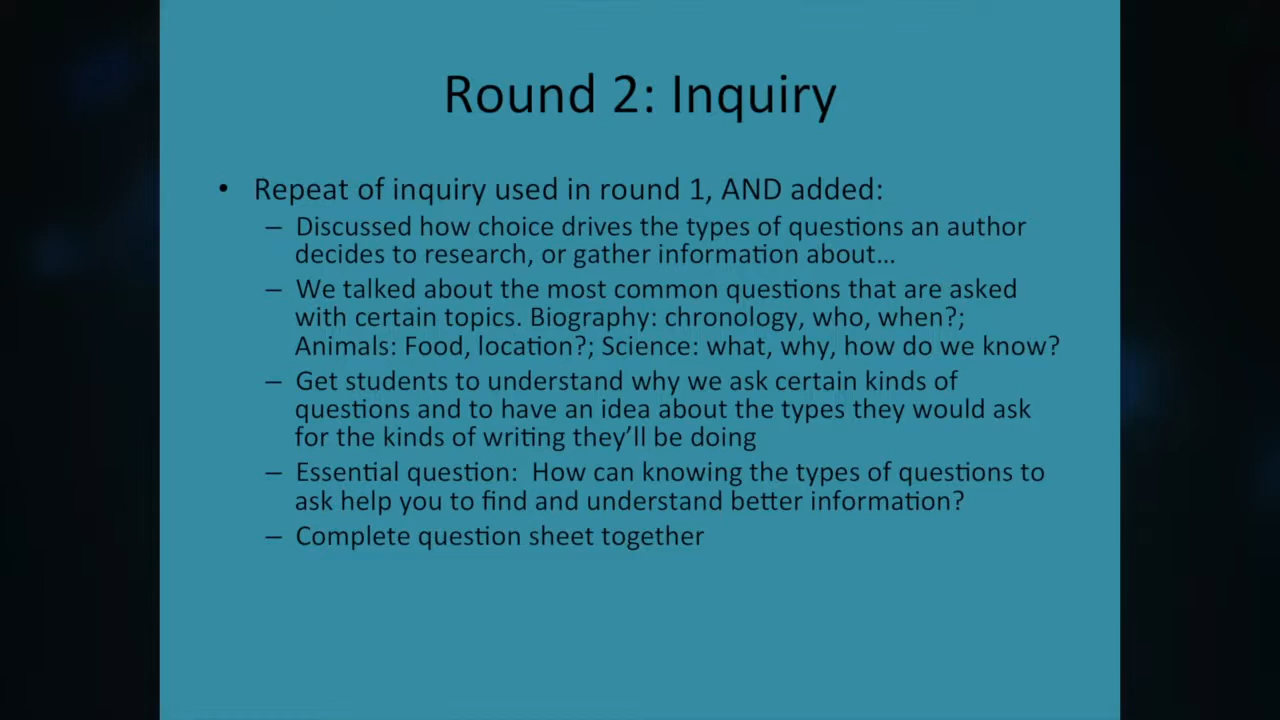 Round 2: Inquiry
• Repeat of inquiry used in round 1, AND added:
– Discussed how choice drives the types of questions an author
decides to research, or gather information about…
– We talked about the most common questions that are asked
with certain topics. Biography: chronology, who, when?;
Animals: Food, location?; Science: what, why, how do we know?
– Get students to understand why we ask certain kinds of
questions and to have an idea about the types they would ask
for the kinds of writing they’ll be doing
– Essential question:  How can knowing the types of questions to
ask help you to find and understand better information?
– Complete question sheet together